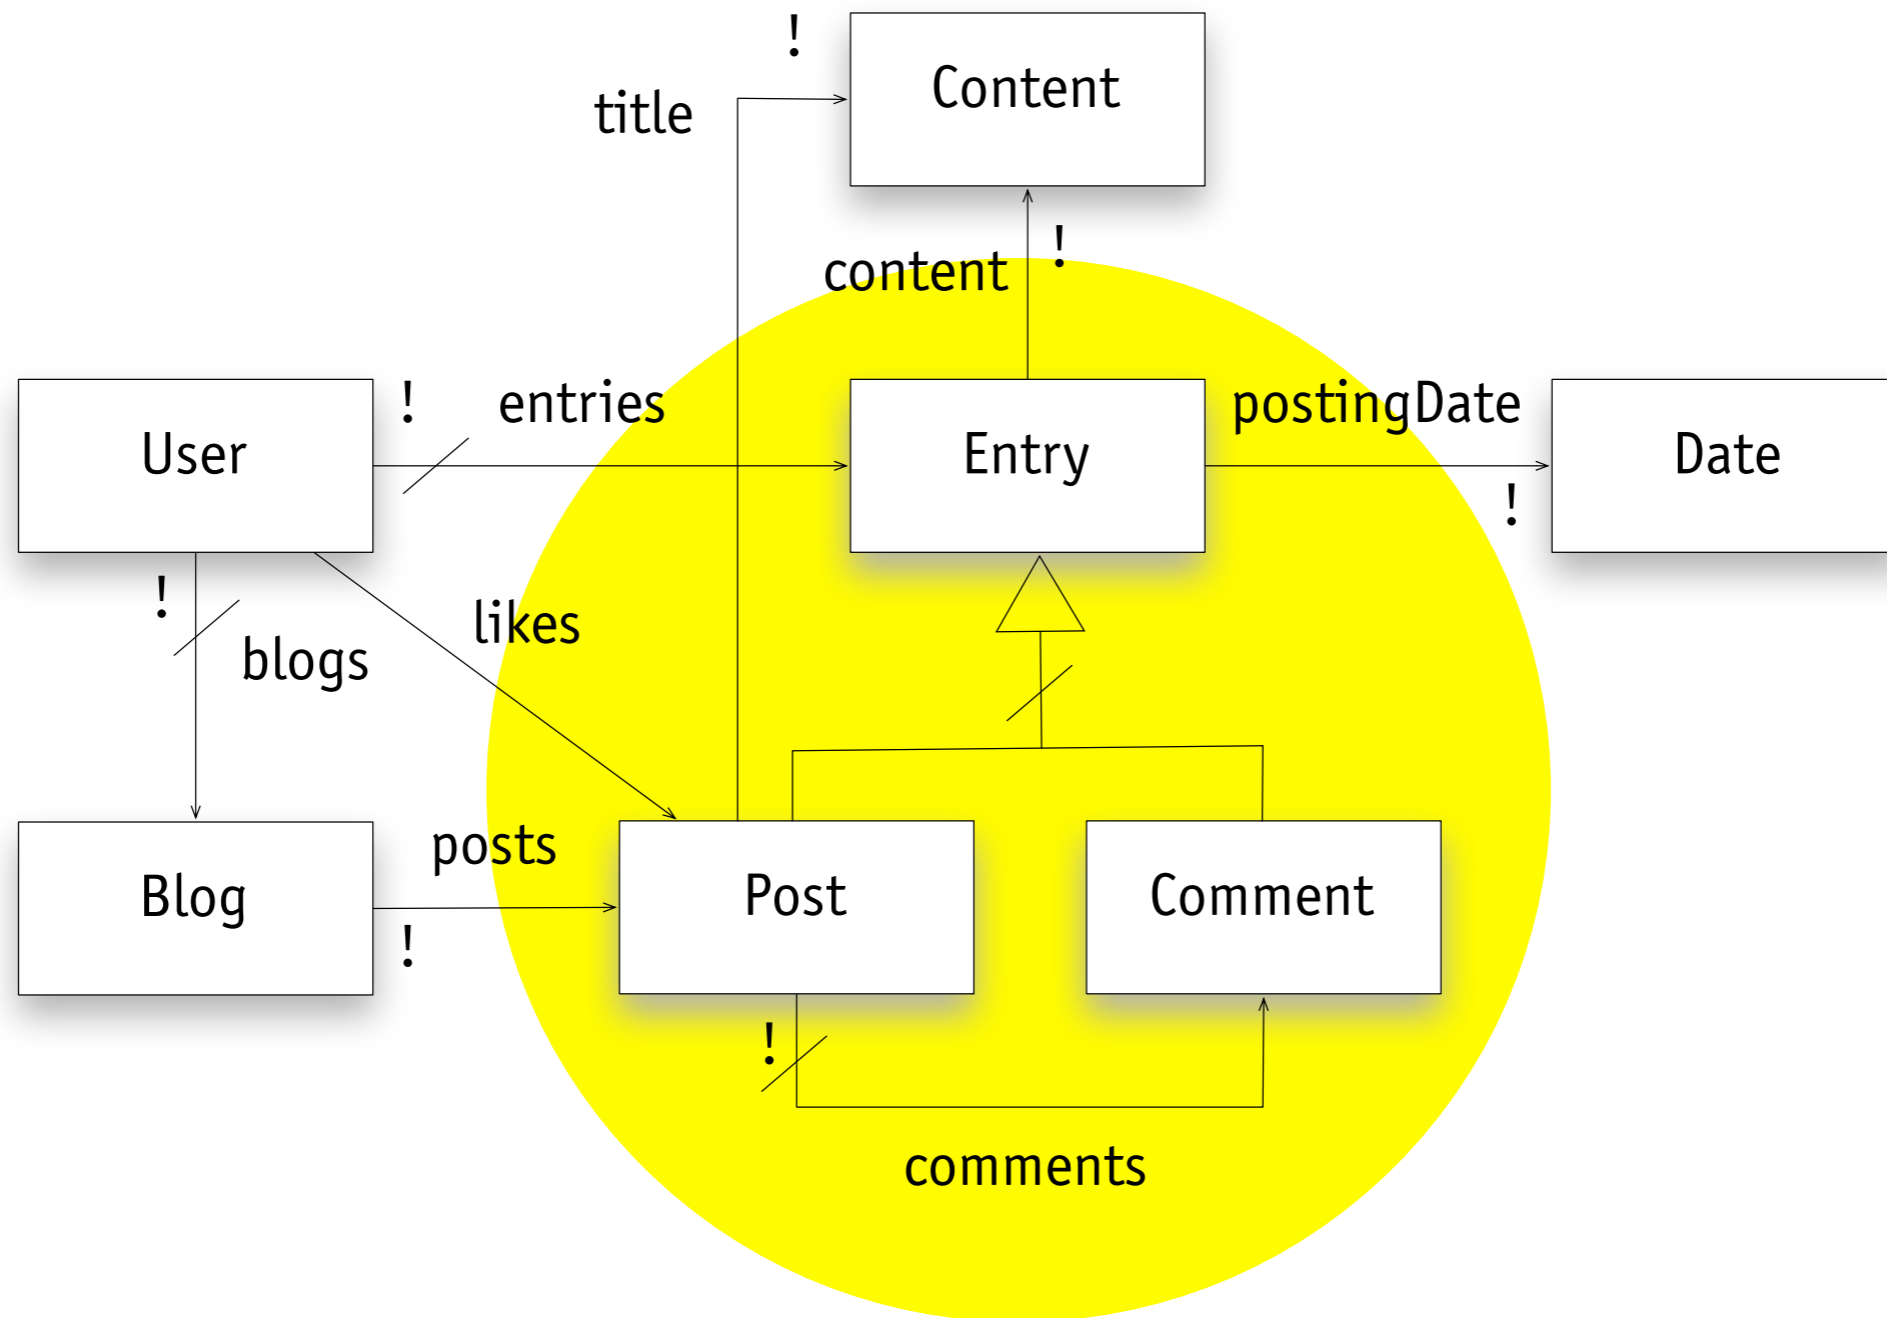 !
Content
title
!
content
! entries
postingDate
User
Entry
Date
!
!
likes
blogs
posts
Blog
Post
Comment
!
!
comments